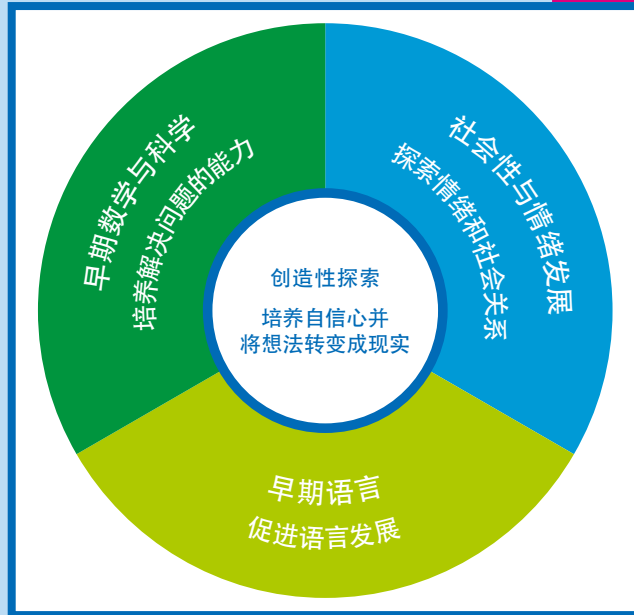 早期数学与科学
培养解决问题的能力
社会性与情绪发展
探索情绪和社会关系
创造性探索
培养自信心并
将想法转变成现实
早期语言
促进语言发展